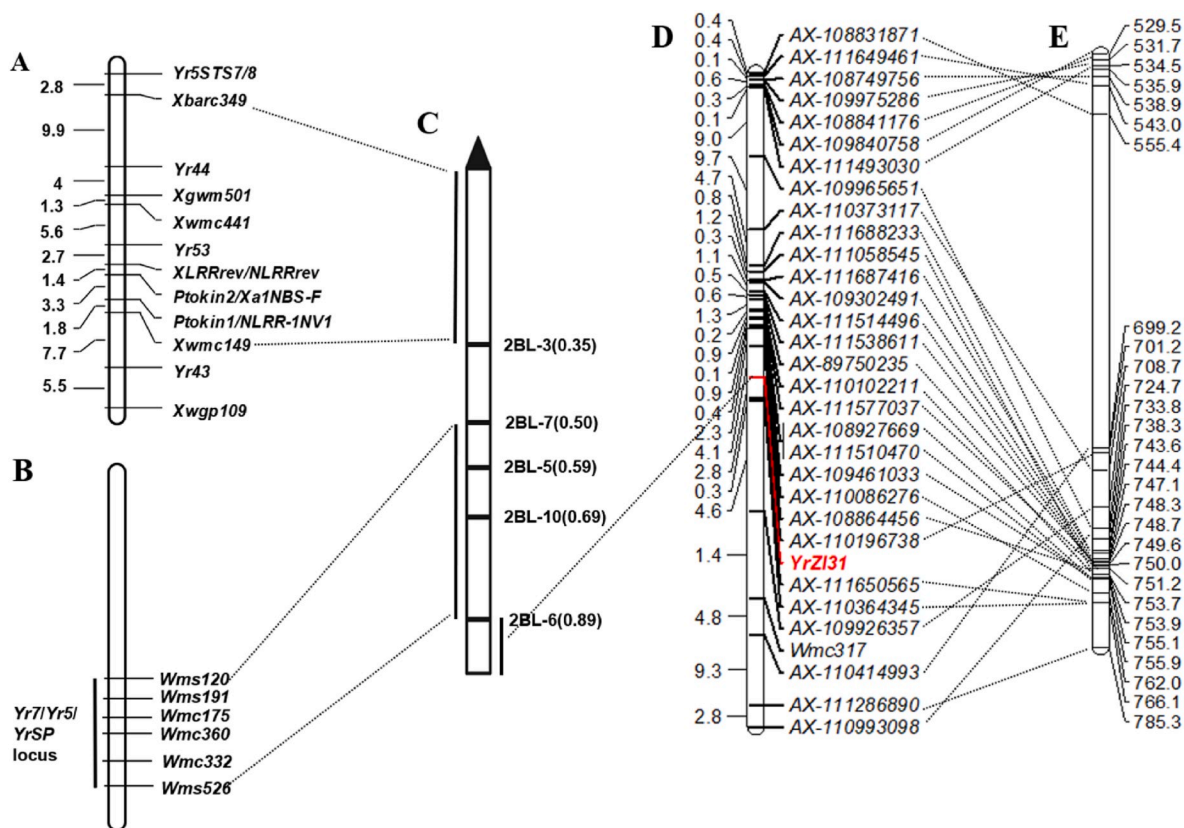 A
2.8
9.9
4
1.3
5.6
2.7
1.4
3.3
1.8
7.7
5.5
Yr5STS7/8
Xbarc349
Yr44
Xgwm501
Xwmc441
Yr53
XLRRrev/NLRRrev
Ptokin2/Xa1NBS-F
Ptokin1/NLRR-1NV1
Xwmc149
Yr43
Xwgp109
B
Yr7/Yr5/
YrSP
locus
Wms120
Wms191
Wmc175
Wmc360
Wmc332
Wms526
C
2BL-3(0.35)
2BL-7(0.50)
2BL-5(0.59)
2BL-10(0.69)
2BL-6(0.89)
D
0.4
0.4
0.1
0.6
0.3
0.1
9.0
9.7
4.7
0.8
1.2
0.3
1.1
0.5
0.6
1.3
0.2
0.9
0.1
0.9
0.4
2.3
4.1
2.8
0.3
4.6
1.4
4.8
9.3
2.8
AX-108831871
AX-111649461
AX-108749756
AX-109975286
AX-108841176
AX-109840758
AX-111493030
AX-109965651
AX-110373117
AX-111688233
AX-111058545
AX-111687416
AX-109302491
AX-111514496
AX-111538611
AX-89750235
AX-110102211
AX-111577037
AX-108927669
AX-111510470
AX-109461033
AX-110086276
AX-108864456
AX-110196738
YrZl31
AX-111650565
AX-110364345
AX-109926357
Wmc317
AX-110414993
AX-111286890
AX-110993098
E
529.5
531.7
534.5
535.9
538.9
543.0
555.4
699.2
701.2
708.7
724.7
733.8
738.3
743.6
744.4
747.1
748.3
748.7
749.6
750.0
751.2
753.7
753.9
755.1
755.9
762.0
766.1
785.3